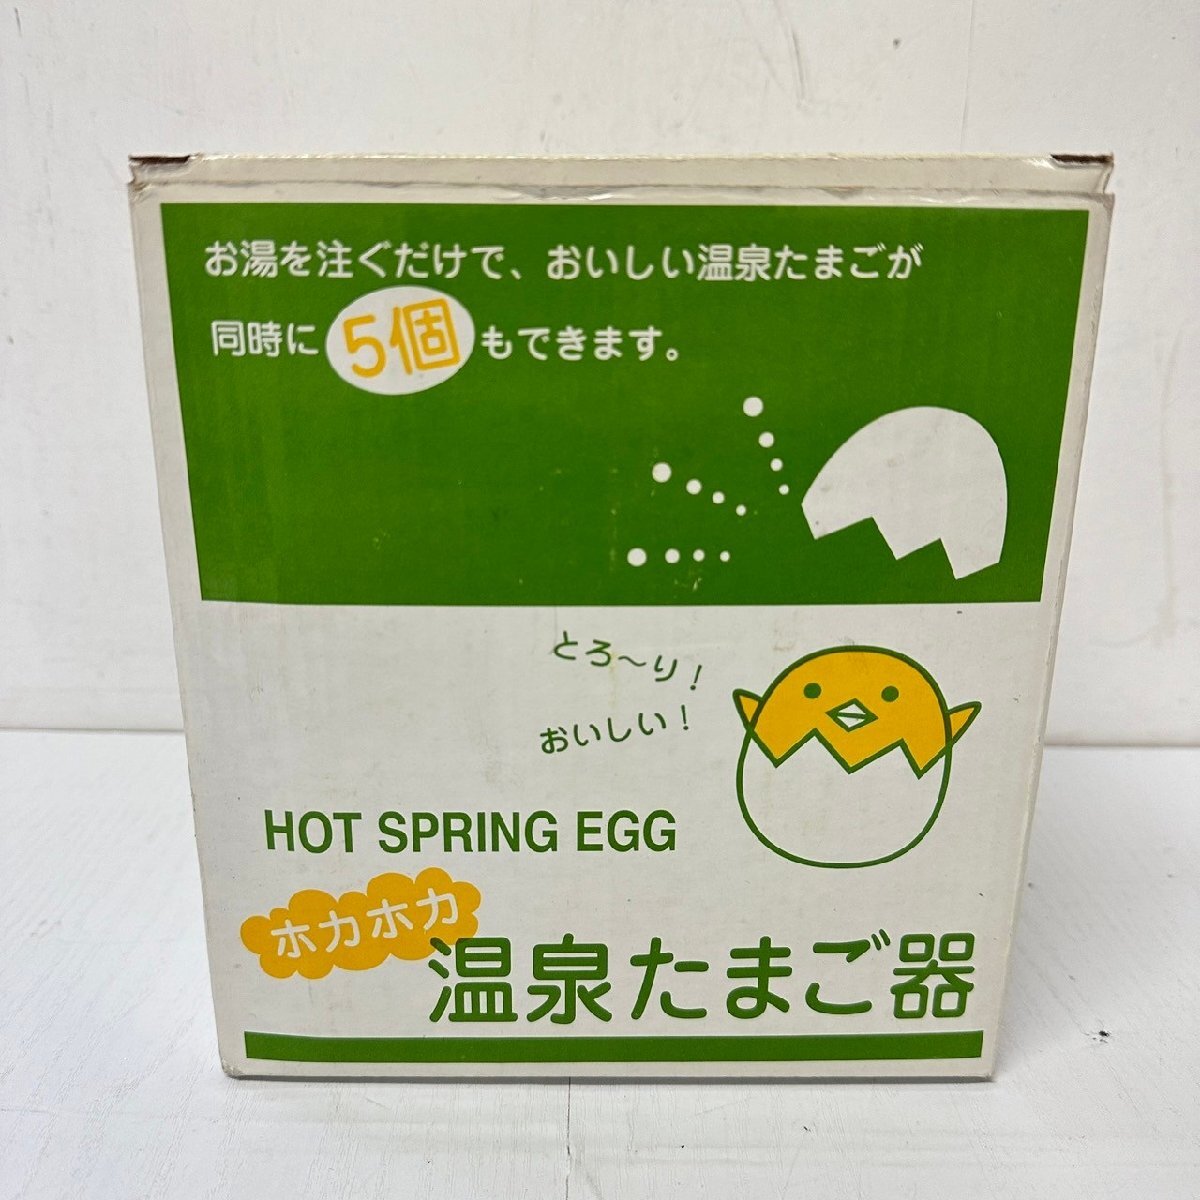 お湯を注ぐだけで、おいしい温泉たまごが
同時に5個もできます。
とろ～り！
おいしい！
HOT SPRING EGG
ホカホカ
温泉たまご器